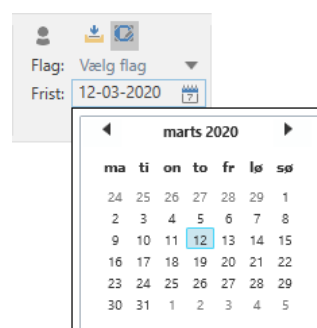 Flag: Vælg flag
Frist: 12-03-2020 7
marts 2020
ma ti on to fr lø sø
24 25 26 27 28 29 1
2 3 4 5 6 7 8
9 10 11 12 13 14 15
16 17 18 19 20 21 22
23 24 25 26 27 28 29
30 31 1 2 3 4 5